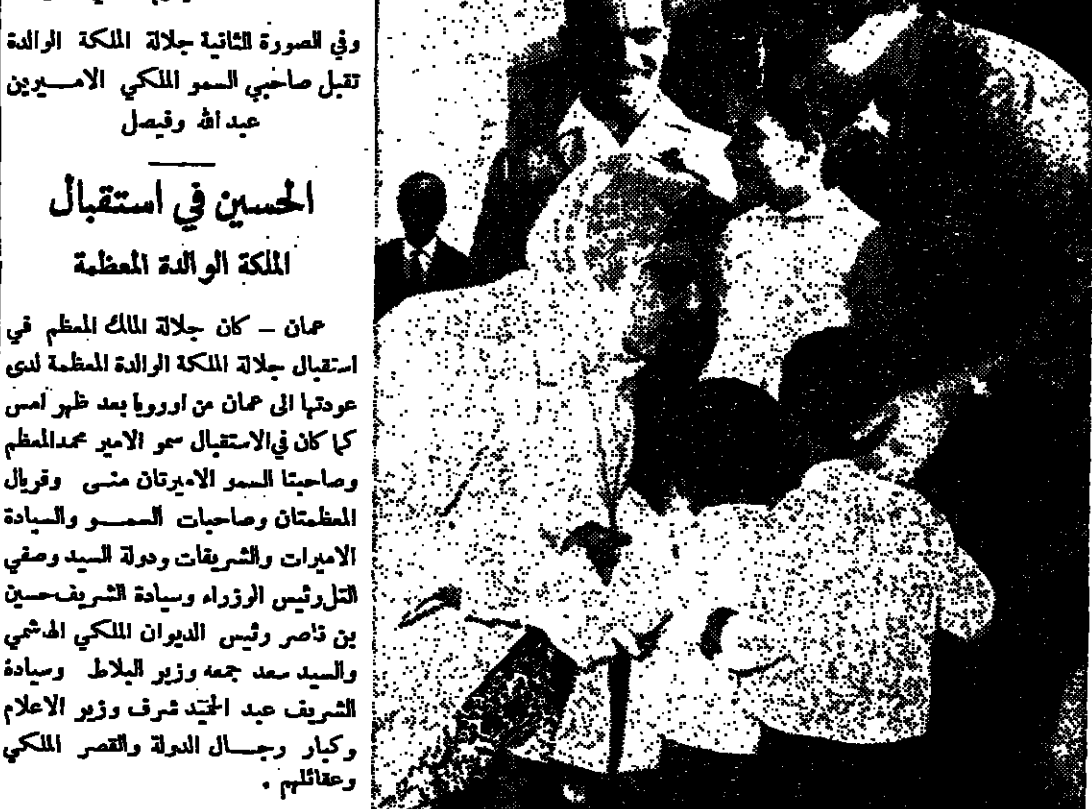 وفي الصورة الثانية جلالة الملكة الوالدة
تقبل صاحبي السمو الملكي الاميرين
عبد الله وفيصل
الحسين في استقبال
الملكة الوالدة المعظمة
عمان – كان جلالة الملك المعظم في
استقبال جلالة الملكة الوالدة المعظمة لدى
عودتها الى عمان من اوروبا بعد ظهر امس
كما كان في الاستقبال سمو الامير محمد المعظم
وصاحبتا السمو الاميرتان منى وفريال
المعظمتان وصاحبات السمو والسيادة
الاميرات والشريفات ودولة السيد وصفي
التل رئيس الوزراء وسيادة الشريف حسين
بن ناصر رئيس الديوان الملكي الهاشمي
والسيد سعد جمعه وزير البلاط وسيادة
الشريف عبد الحميد شرف وزير الاعلام
وكبار رجال الدولة والقصر الملكي
وعقائلهم .